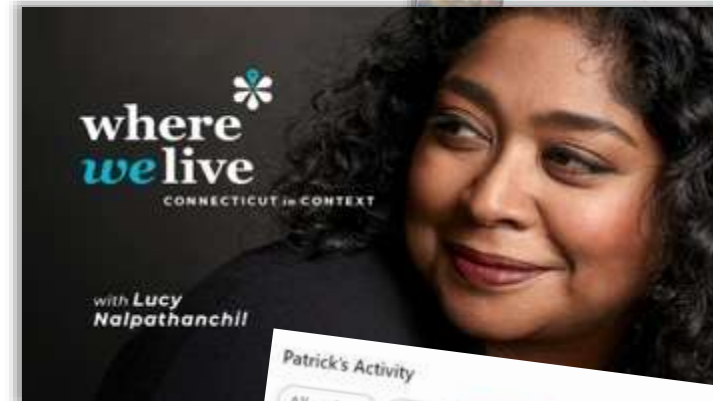 where
we live
CONNECTICUT in CONTEXT
with Lucy
Nalpathanchil
Patrick's Activity